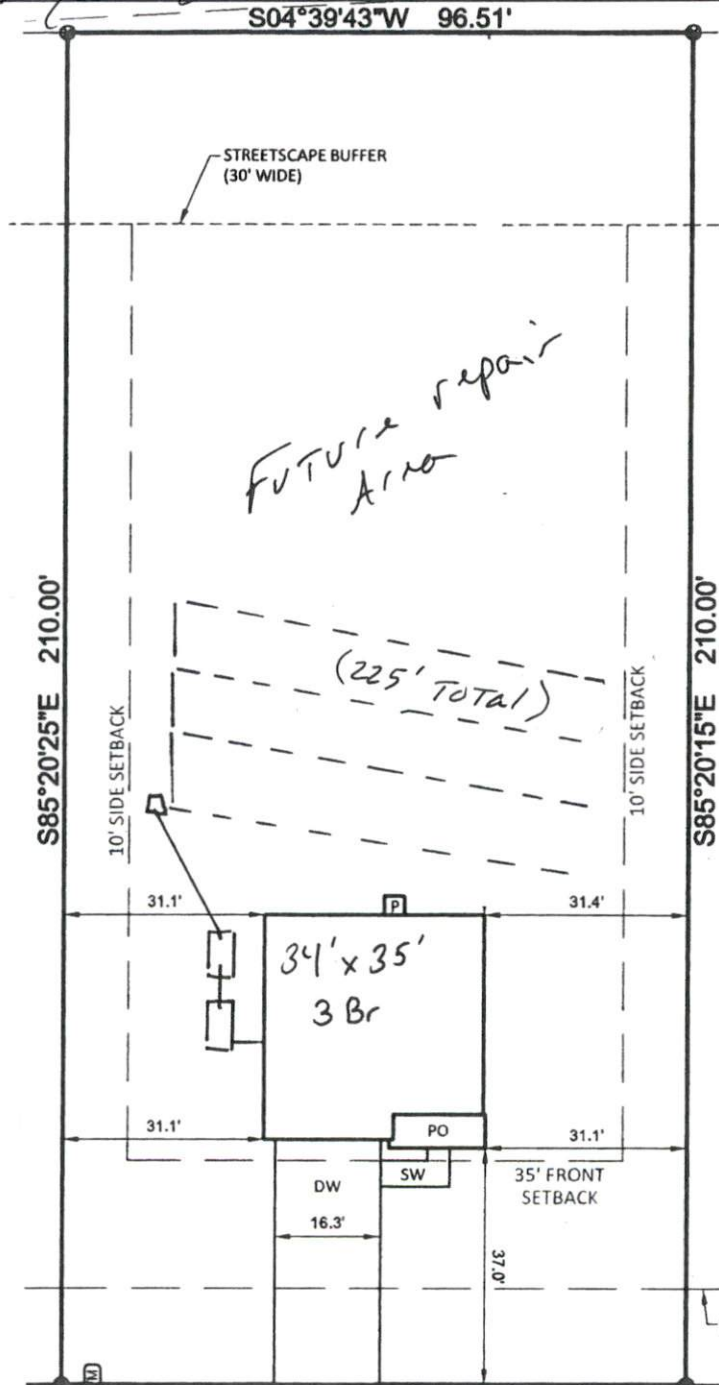 S04°39'43"W 96.51'
STREETSCAPE BUFFER
(30' WIDE)
Future repair
Area
S85°20'25"E 210.00'
(225' Total)
10' SIDE SETBACK
10' SIDE SETBACK
S85°20'15"E 210.00'
31.1'
P
31.4'
34' x 35'
3 Br
31.1'
PO
31.1'
DW
SW
35' FRONT
SETBACK
16.3'
37.0'
M